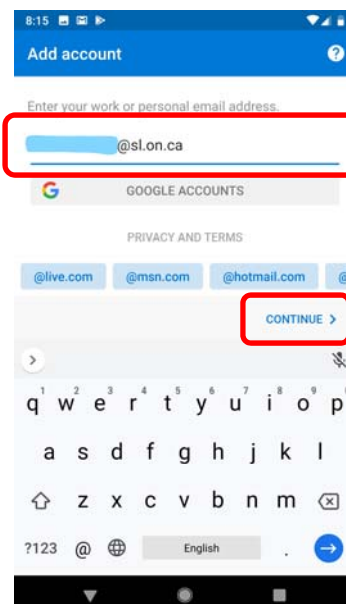 8:15
Add account ?
Enter your work or personal email address.
@sl.on.ca
GOOGLE ACCOUNTS
PRIVACY AND TERMS
@live.com @msn.com @hotmail.com @
CONTINUE >
>
1 2 3 4 5 6 7 8 9 0
q w e r t y u i o p
a s d f g h j k l
z x c v b n m
?123 @ English .